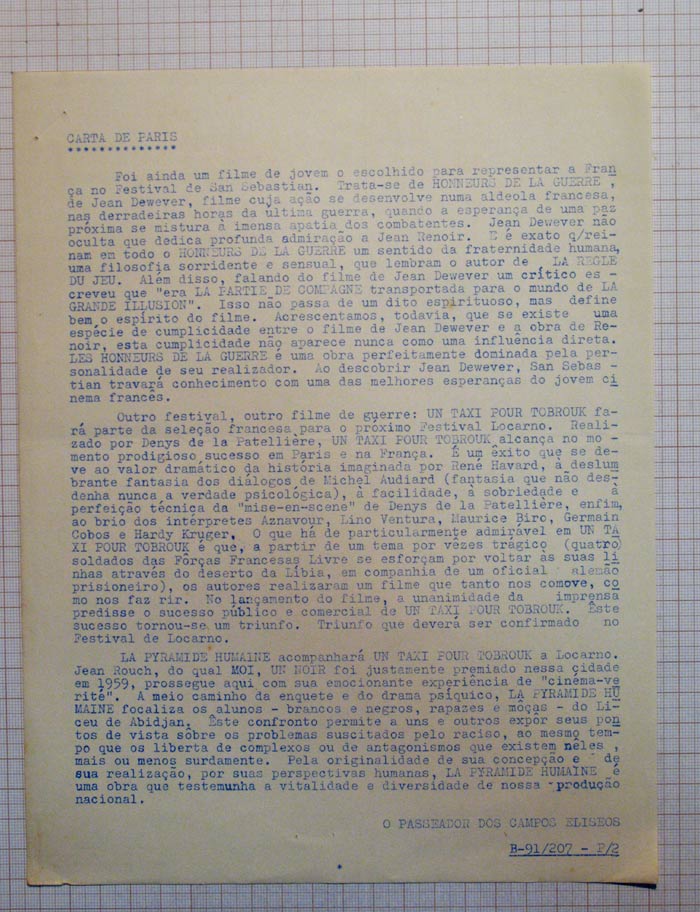 CARTA DE PARIS
**************
Foi ainda um filme de jovem o escolhido para representar a Fran
ça no Festival de San Sebastian. Trata-se de HONNEURS DE LA GUERRE ,
de Jean Dewever, filme cuja ação se desenvolve numa aldeola francesa,
nas derradeiras horas da última guerra, quando a esperança de uma paz
próxima se mistura à imensa apatia dos combatentes. Jean Dewever não
oculta que dedica profunda admiração a Jean Renoir. E é exato q/rei-
nam em todo o HONNEURS DE LA GUERRE um sentido da fraternidade humana,
uma filosofia sorridente e sensual, que lembram o autor de LA REGLE
DU JEU. Além disso, falando do filme de Jean Dewever um crítico es -
creveu que "era LA PARTIE DE COMPAGNE transportada para o mundo de LA
GRANDE ILLUSION". Isso não passa de um dito espirituoso, mas define
bem o espírito do filme. Acrescentamos, todavia, que se existe uma
espécie de cumplicidade entre o filme de Jean Dewever e a obra de Re-
noir, esta cumplicidade não aparece nunca como uma influência direta.
LES HONNEURS DE LA GUERRE é uma obra perfeitamente dominada pela per-
sonalidade de seu realizador. Ao descobrir Jean Dewever, San Sebas -
tian travará conhecimento com uma das melhores esperanças do jovem ci
nema francês.
Outro festival, outro filme de guerra: UN TAXI POUR TOBROUK fa-
rá parte da seleção francesa para o próximo Festival Locarno. Reali-
zado por Denys de la Patellière, UN TAXI POUR TOBROUK alcança no mo -
mento prodigioso sucesso em Paris e na França. É um êxito que se de-
ve ao valor dramático da história imaginada por René Havard, à deslum
brante fantasia dos diálogos de Michel Audiard (fantasia que não des-
denha nunca a verdade psicológica), à facilidade, à sobriedade e à
perfeição técnica da "mise-en-scene" de Denys de la Patellière, enfim,
ao brio dos intérpretes Aznavour, Lino Ventura, Maurice Biro, Germain
Cobos e Hardy Kruger. O que há de particularmente admirável em UN TA
XI POUR TOBROUK é que, a partir de um tema por vêzes trágico (quatro
soldados das Fôrças Francesas Livre se esforçam por voltar às suas li
nhas através do deserto da Líbia, em companhia de um oficial alemão
prisioneiro), os autores realizaram um filme que tanto nos comove, co
mo nos faz rir. No lançamento do filme, a unanimidade da imprensa
predisse o sucesso público e comercial de UN TAXI POUR TOBROUK. Êste
sucesso tornou-se um triunfo. Triunfo que deverá ser confirmado no
Festival de Locarno.
LA PYRAMIDE HUMAINE acompanhará UN TAXI POUR TOBROUK a Locarno.
Jean Rouch, do qual MOI, UN NOIR foi justamente premiado nessa cidade
em 1959, prossegue aqui com sua emocionante experiência de "cinema-ve
rité". A meio caminho da enquete e do drama psíquico, LA PYRAMIDE HU
MAINE focaliza os alunos - brancos e negros, rapazes e môças - do Li-
ceu de Abidjan. Êste confronto permite a uns e outros expor seus pon
tos de vista sôbre os problemas suscitados pelo raciso, ao mesmo tem-
po que os liberta de complexos ou de antagonismos que existem nêles ,
mais ou menos surdamente. Pela originalidade de sua concepção e de
sua realização, por suas perspectivas humanas, LA PYRAMIDE HUMAINE é
uma obra que testemunha a vitalidade e diversidade de nossa produção
nacional.
O PASSEADOR DOS CAMPOS ELISEOS
B-91/207 - P/2
*